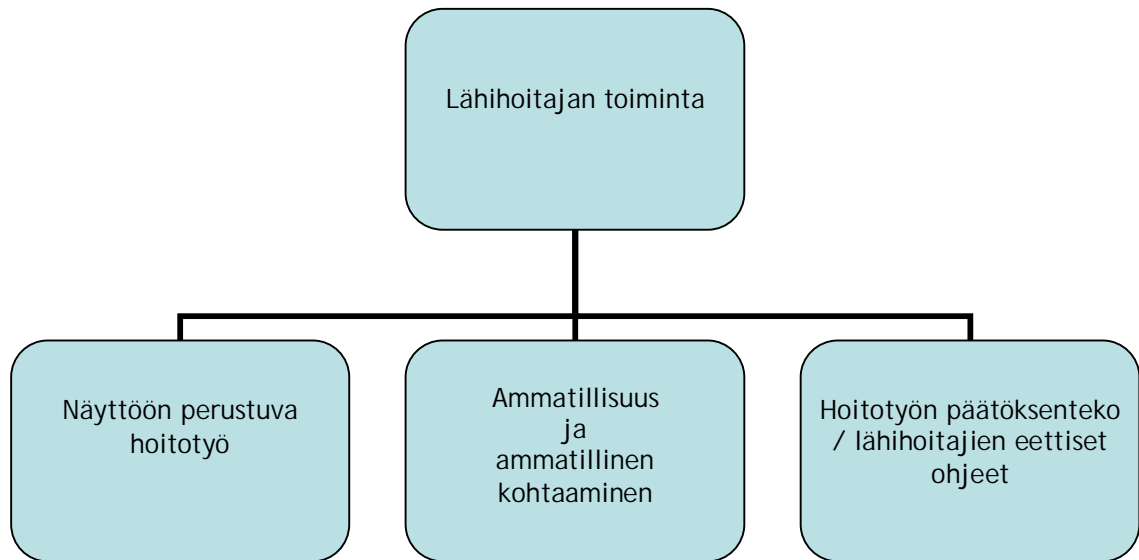 Lähihoitajan toiminta
Näyttöön perustuva
hoitotyö
Ammatillisuus
ja
ammatillinen
kohtaaminen
Hoitotyön päätöksenteko
/ lähihoitajien eettiset
ohjeet